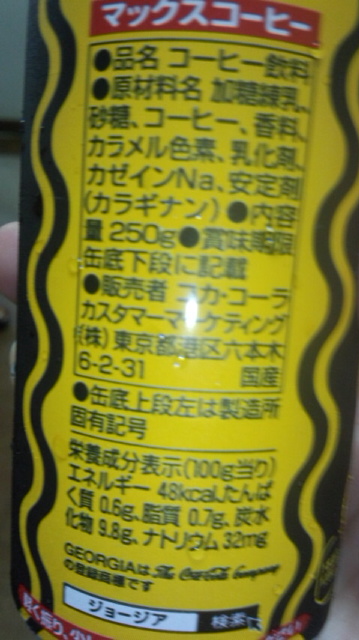 マックスコーヒー
●品名 コーヒー飲料
●原材料名 加糖練乳、
砂糖、コーヒー、香料、
カラメル色素、乳化剤、
カゼインNa、安定剤
(カラギナン) ●内容
量 250g●賞味期限
缶底下段に記載
●販売者 コカ・コーラ
カスタマーマーケティング
(株) 東京都港区六本木
6-2-31 国産
●缶底上段左は製造所
固有記号
栄養成分表示(100g当り)
エネルギー 48kcal、たんぱ
く質 0.6g、脂質 0.7g、炭水
化物 9.8g、ナトリウム 32mg
GEORGIAは The Coca-Cola Company
の登録商標です
ジョージア 検索